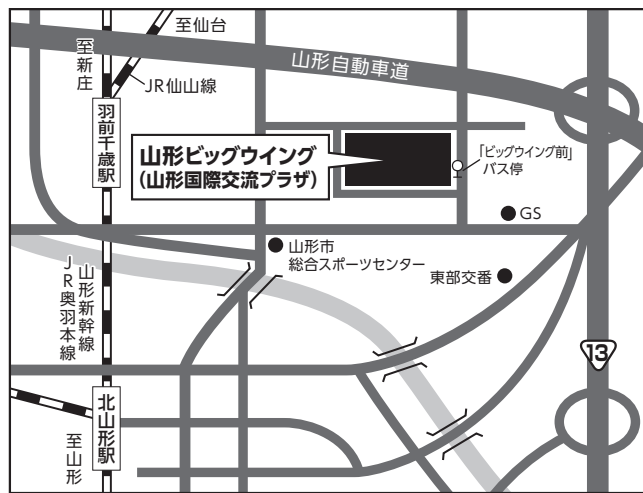 至仙台
至新庄
JR仙山線
山形自動車道
羽前千歳駅
山形ビッグウイング
(山形国際交流プラザ)
「ビッグウイング前」
バス停
GS
山形市
総合スポーツセンター
東部交番
山形新幹線
JR奥羽本線
13
北山形駅
至山形